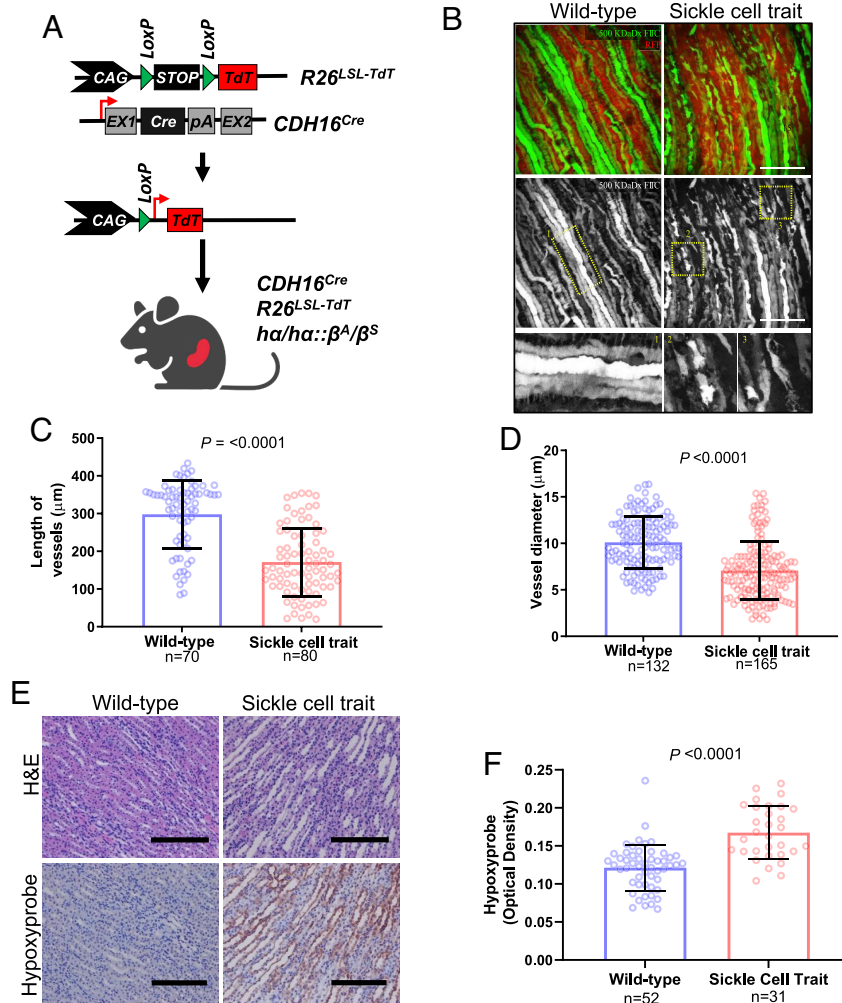 A
LoxP
LoxP
CAG
STOP
TdT
R26LSL-TdT
EX1
Cre
pA
EX2
CDH16Cre
LoxP
CAG
TdT
CDH16Cre
R26LSL-TdT
hα/hα::βA/βS
B
Wild-type
Sickle cell trait
500 KDaDx FITC
RFP
500 KDaDx FITC
1
2
3
1
2
3
C
P = <0.0001
Length of
vessels (μm)
500
400
300
200
100
0
Wild-type
n=70
Sickle cell trait
n=80
D
P <0.0001
Vessel diameter (μm)
20
15
10
5
0
Wild-type
n=132
Sickle cell trait
n=165
E
Wild-type
Sickle cell trait
H&E
Hypoxyprobe
F
P <0.0001
Hypoxyprobe
(Optical Density)
0.25
0.20
0.15
0.10
0.05
0.00
Wild-type
n=52
Sickle Cell Trait
n=31